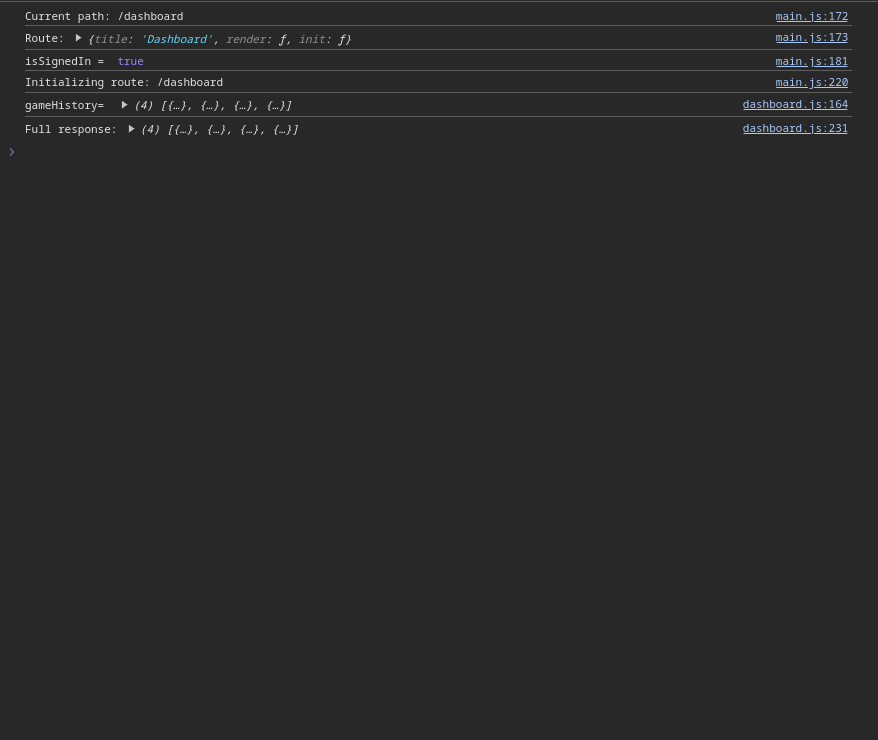 Current path: /dashboard main.js:172
Route: ▶ {title: 'Dashboard', render: ƒ, init: ƒ} main.js:173
isSignedIn = true main.js:181
Initializing route: /dashboard main.js:220
gameHistory= ▶ (4) [{…}, {…}, {…}, {…}] dashboard.js:164
Full response: ▶ (4) [{…}, {…}, {…}, {…}] dashboard.js:231